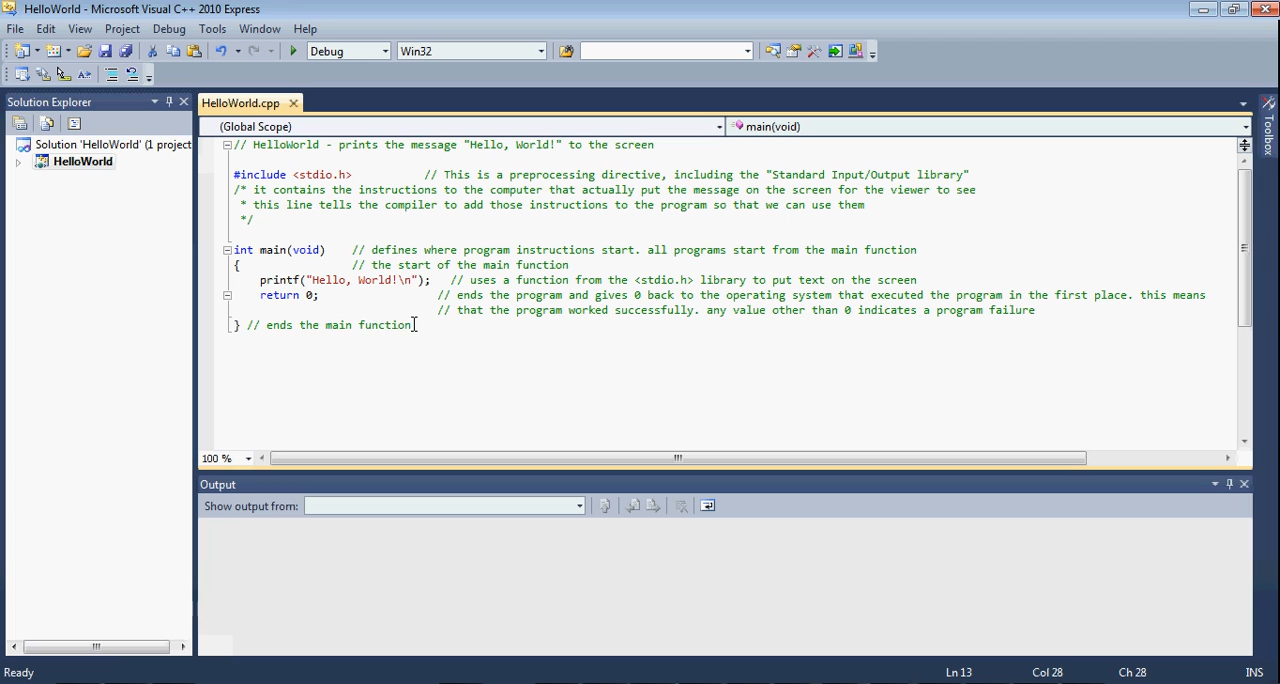 HelloWorld - Microsoft Visual C++ 2010 Express
File Edit View Project Debug Tools Window Help
Debug Win32
Solution Explorer
Solution 'HelloWorld' (1 project
HelloWorld
HelloWorld.cpp
(Global Scope) main(void)
// HelloWorld - prints the message "Hello, World!" to the screen
#include <stdio.h> // This is a preprocessing directive, including the "Standard Input/Output library"
/* it contains the instructions to the computer that actually put the message on the screen for the viewer to see
* this line tells the compiler to add those instructions to the program so that we can use them
*/
int main(void) // defines where program instructions start. all programs start from the main function
{ // the start of the main function
printf("Hello, World!\n"); // uses a function from the <stdio.h> library to put text on the screen
return 0; // ends the program and gives 0 back to the operating system that executed the program in the first place. this means
// that the program worked successfully. any value other than 0 indicates a program failure
} // ends the main function
100 %
Output
Show output from:
Toolbox
Ready Ln 13 Col 28 Ch 28 INS